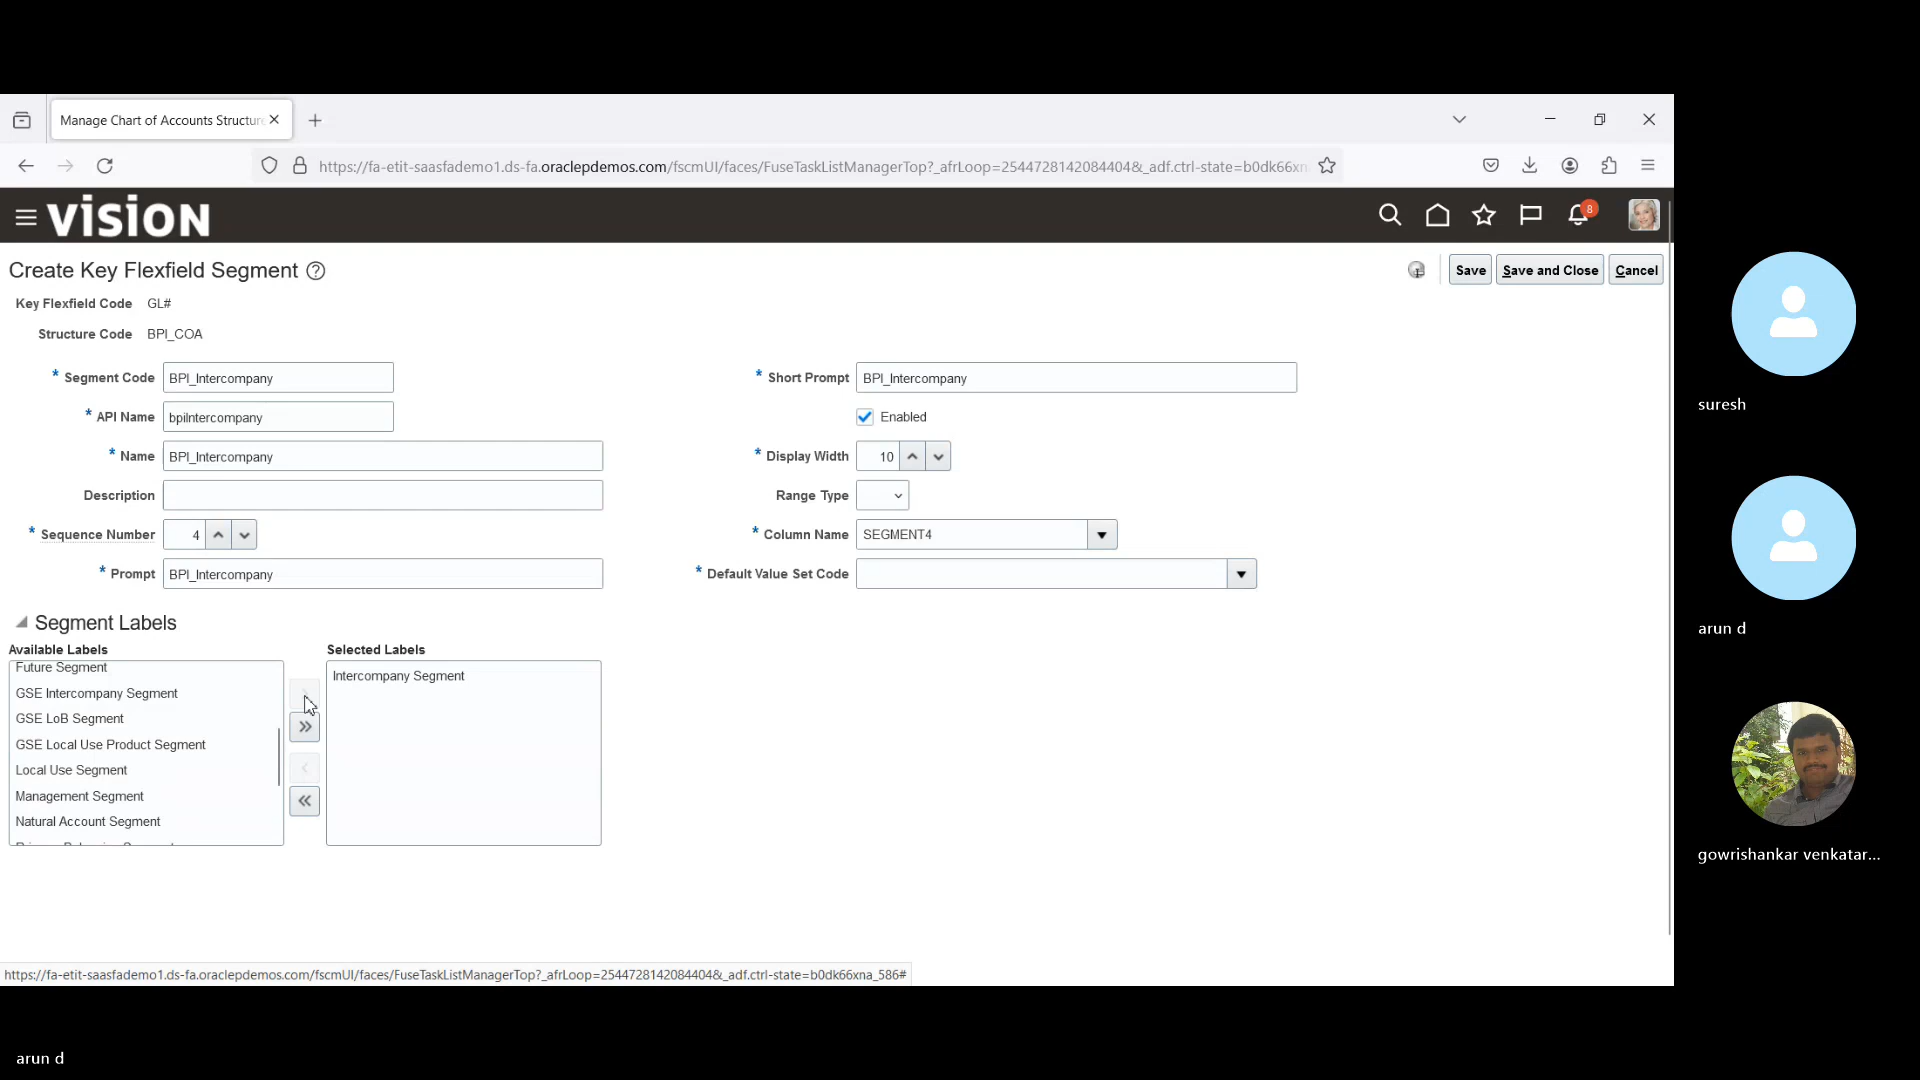 Manage Chart of Accounts Structur
https://fa-etit-saasfademo1.ds-fa.oraclepdemos.com/fscmUI/faces/FuseTaskListManagerTop?_afrLoop=2544728142084404&_adf.ctrl-state=b0dk66xn
VISION
8
Create Key Flexfield Segment ?
Save
Save and Close
Cancel
Key Flexfield Code GL#
Structure Code BPI_COA
* Segment Code BPI_Intercompany
* Short Prompt BPI_Intercompany
* API Name bpiIntercompany
Enabled
* Name BPI_Intercompany
* Display Width 10
Description
Range Type
* Sequence Number 4
* Column Name SEGMENT4
* Prompt BPI_Intercompany
* Default Value Set Code
Segment Labels
Available Labels
Selected Labels
Future Segment
Intercompany Segment
GSE Intercompany Segment
GSE LoB Segment
GSE Local Use Product Segment
Local Use Segment
Management Segment
Natural Account Segment
https://fa-etit-saasfademo1.ds-fa.oraclepdemos.com/fscmUI/faces/FuseTaskListManagerTop?_afrLoop=2544728142084404&_adf.ctrl-state=b0dk66xna_586#
suresh
arun d
gowrishankar venkatar...
arun d